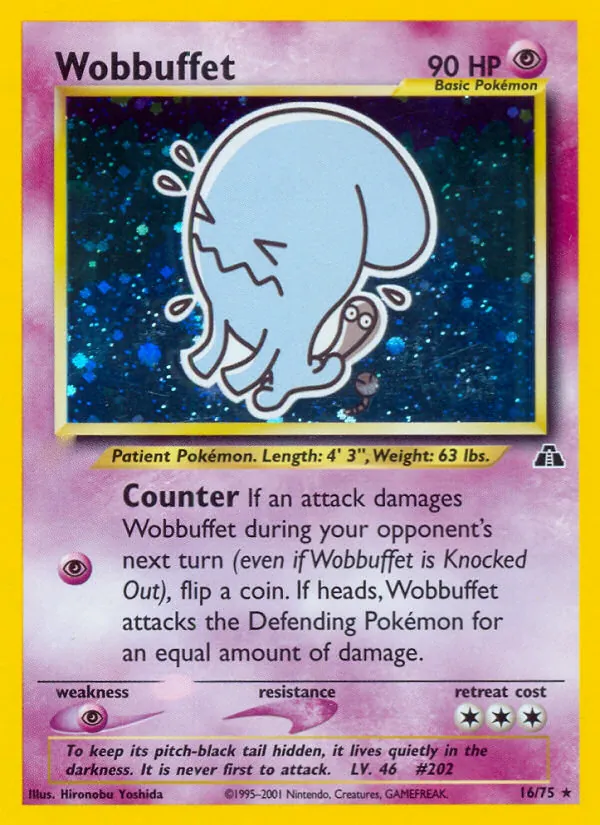 Wobbuffet
90 HP
Basic Pokémon
Patient Pokémon. Length: 4' 3", Weight: 63 lbs.
Counter If an attack damages
Wobbuffet during your opponent's
next turn (even if Wobbuffet is Knocked
Out), flip a coin. If heads, Wobbuffet
attacks the Defending Pokémon for
an equal amount of damage.
weakness
resistance
retreat cost
To keep its pitch-black tail hidden, it lives quietly in the
darkness. It is never first to attack. LV. 46 #202
Illus. Hironobu Yoshida
©1995–2001 Nintendo, Creatures, GAMEFREAK.
16/75 ★